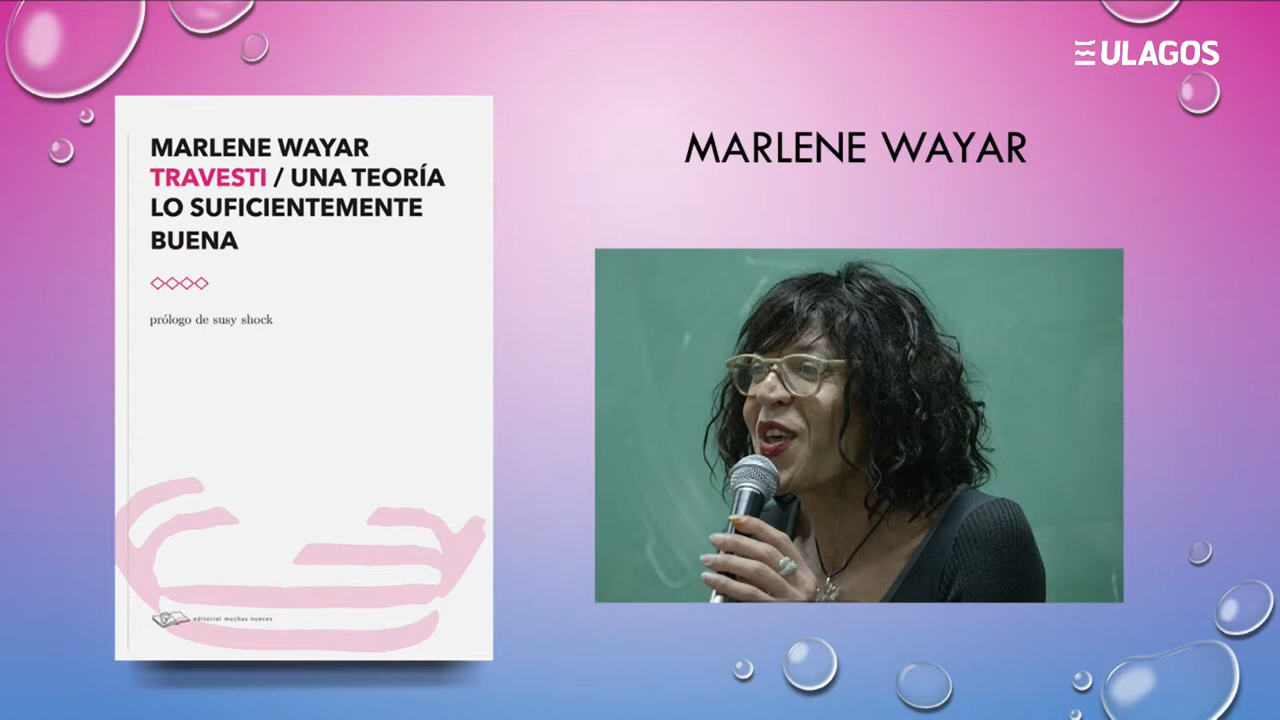 ULAGOS
MARLENE WAYAR
TRAVESTI / UNA TEORÍA
LO SUFICIENTEMENTE
BUENA
prólogo de susy shock
editorial muchas nueces
MARLENE WAYAR